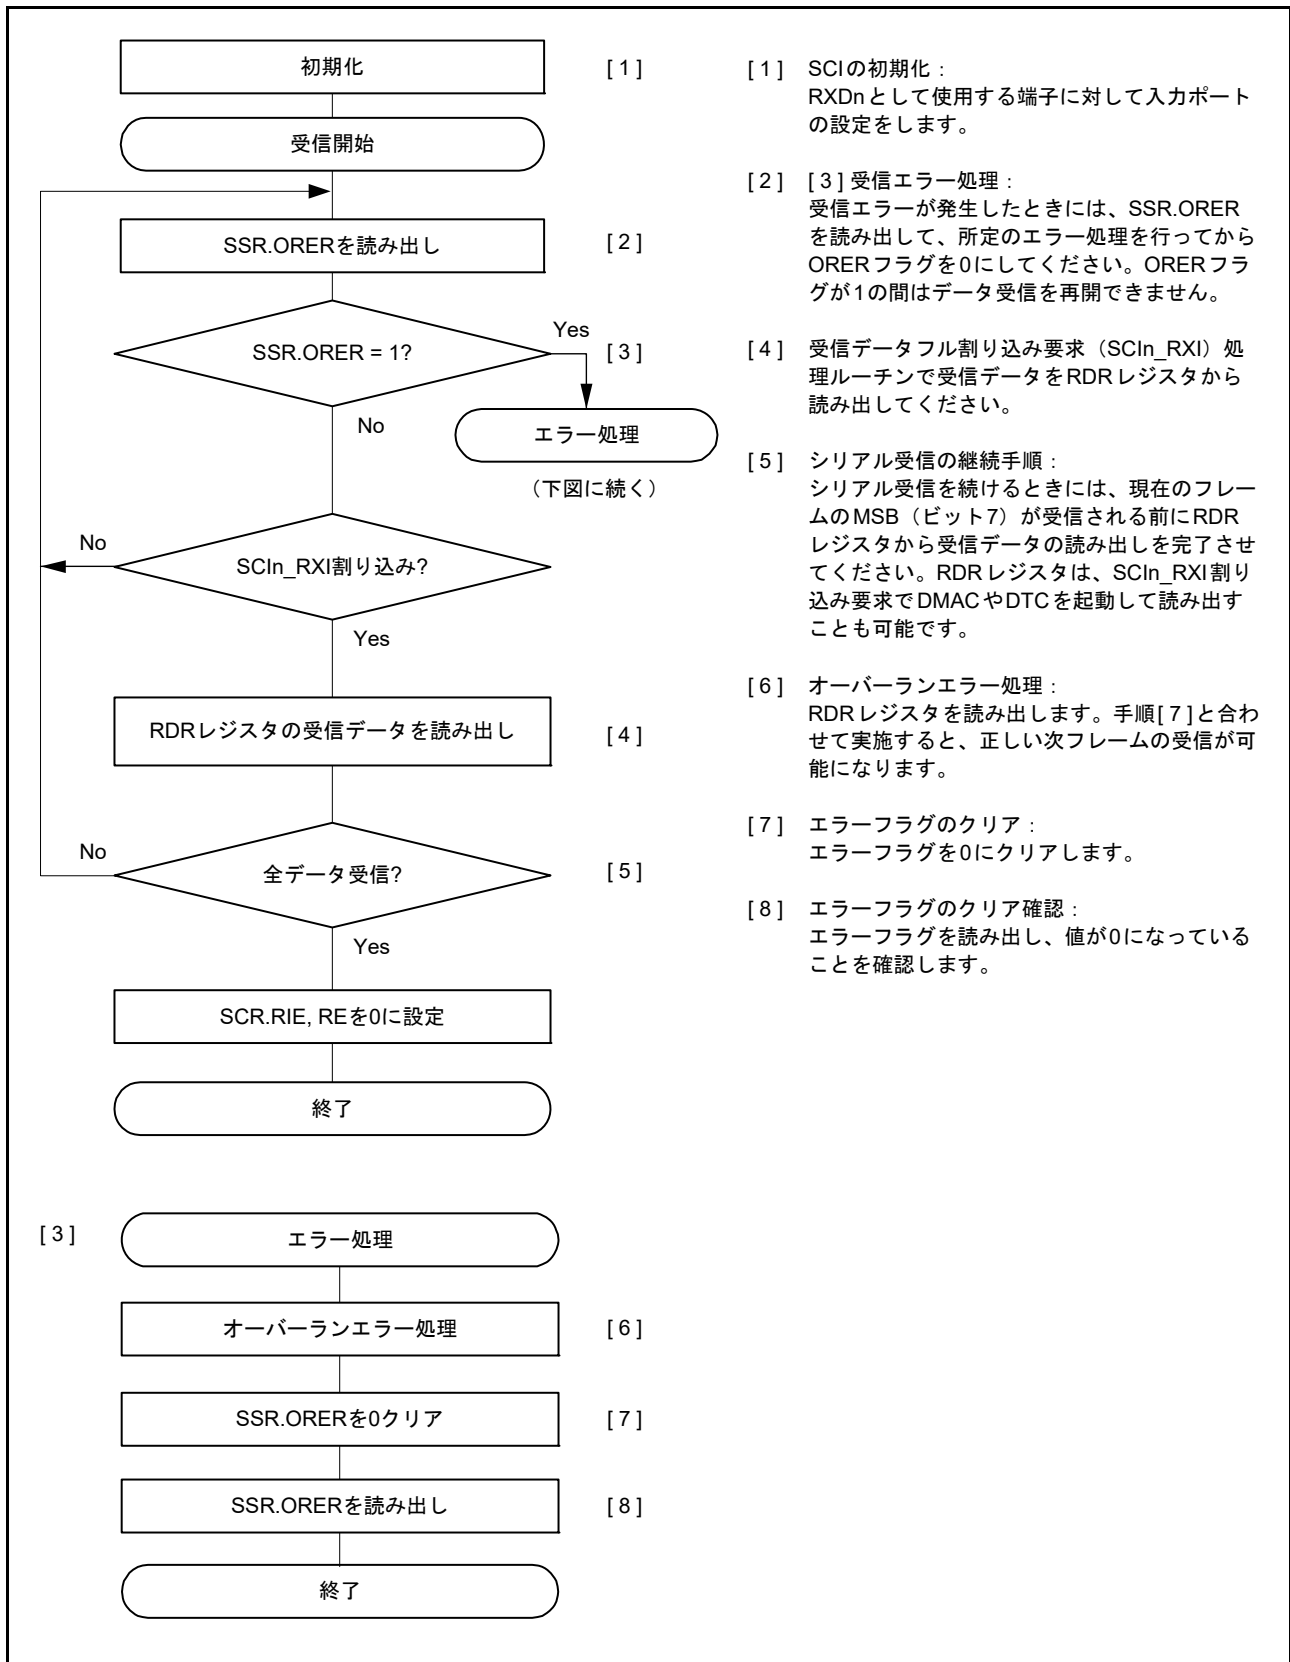 初期化
[ 1 ]
受信開始
SSR.ORERを読み出し
[ 2 ]
SSR.ORER = 1?
Yes
[ 3 ]
No
エラー処理
（下図に続く）
No
SCIn_RXI割り込み?
Yes
RDRレジスタの受信データを読み出し
[ 4 ]
No
全データ受信?
[ 5 ]
Yes
SCR.RIE, REを0に設定
終了
[ 1 ] SCIの初期化：
RXDnとして使用する端子に対して入力ポート
の設定をします。
[ 2 ] [ 3 ] 受信エラー処理：
受信エラーが発生したときには、SSR.ORER
を読み出して、所定のエラー処理を行ってから
ORERフラグを0にしてください。ORERフラ
グが1の間はデータ受信を再開できません。
[ 4 ] 受信データフル割り込み要求（SCIn_RXI）処
理ルーチンで受信データをRDRレジスタから
読み出してください。
[ 5 ] シリアル受信の継続手順：
シリアル受信を続けるときには、現在のフレー
ムのMSB（ビット7）が受信される前にRDR
レジスタから受信データの読み出しを完了させ
てください。RDRレジスタは、SCIn_RXI割り
込み要求でDMACやDTCを起動して読み出す
ことも可能です。
[ 6 ] オーバーランエラー処理：
RDRレジスタを読み出します。手順[ 7 ]と合わ
せて実施すると、正しい次フレームの受信が可
能になります。
[ 7 ] エラーフラグのクリア：
エラーフラグを0にクリアします。
[ 8 ] エラーフラグのクリア確認：
エラーフラグを読み出し、値が0になっている
ことを確認します。
[ 3 ]
エラー処理
オーバーランエラー処理
[ 6 ]
SSR.ORERを0クリア
[ 7 ]
SSR.ORERを読み出し
[ 8 ]
終了